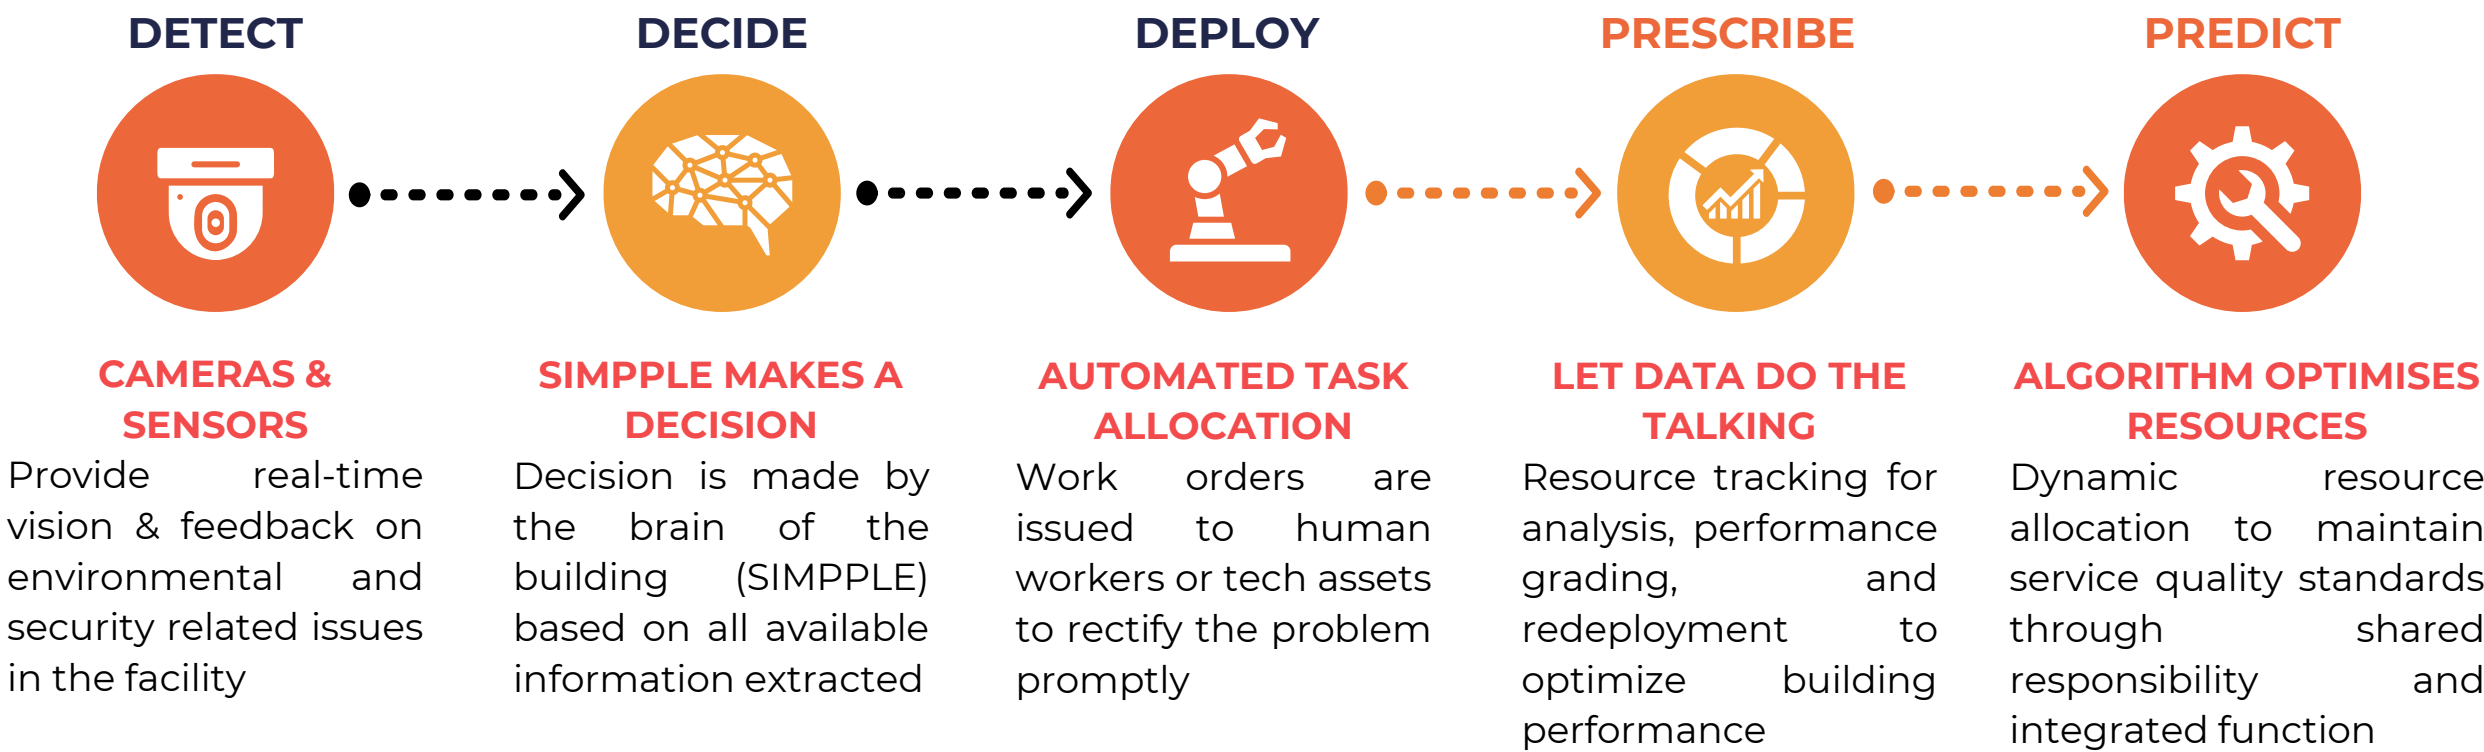 DETECT
CAMERAS &
SENSORS
Provide real-time
vision & feedback on
environmental and
security related issues
in the facility
DECIDE
SIMPPLE MAKES A
DECISION
Decision is made by
the brain of the
building (SIMPPLE)
based on all available
information extracted
DEPLOY
AUTOMATED TASK
ALLOCATION
Work orders are
issued to human
workers or tech assets
to rectify the problem
promptly
PRESCRIBE
LET DATA DO THE
TALKING
Resource tracking for
analysis, performance
grading, and
redeployment to
optimize building
performance
PREDICT
ALGORITHM OPTIMISES
RESOURCES
Dynamic resource
allocation to maintain
service quality standards
through shared
responsibility and
integrated function